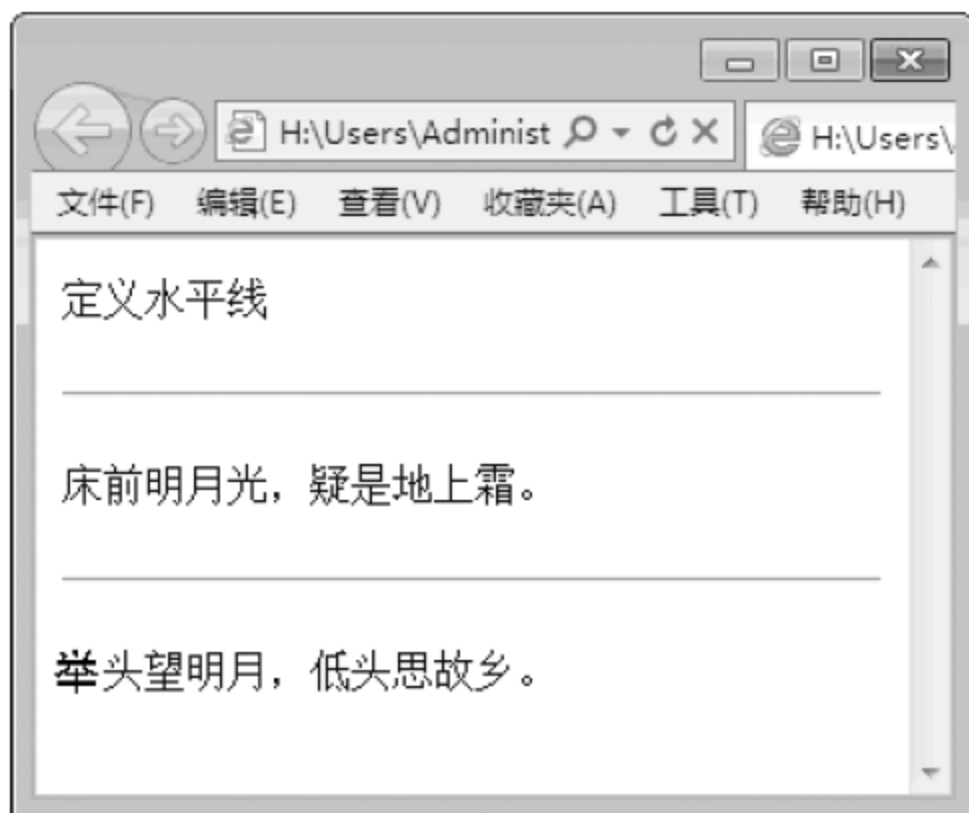 H:\Users\Administ H:\Users\
文件(F) 编辑(E) 查看(V) 收藏夹(A) 工具(T) 帮助(H)
定义水平线
床前明月光，疑是地上霜。
举头望明月，低头思故乡。